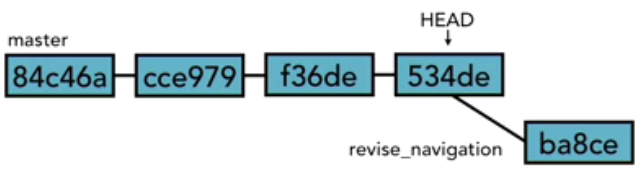 HEAD
master
84c46a
cce979
f36de
534de
revise_navigation
ba8ce